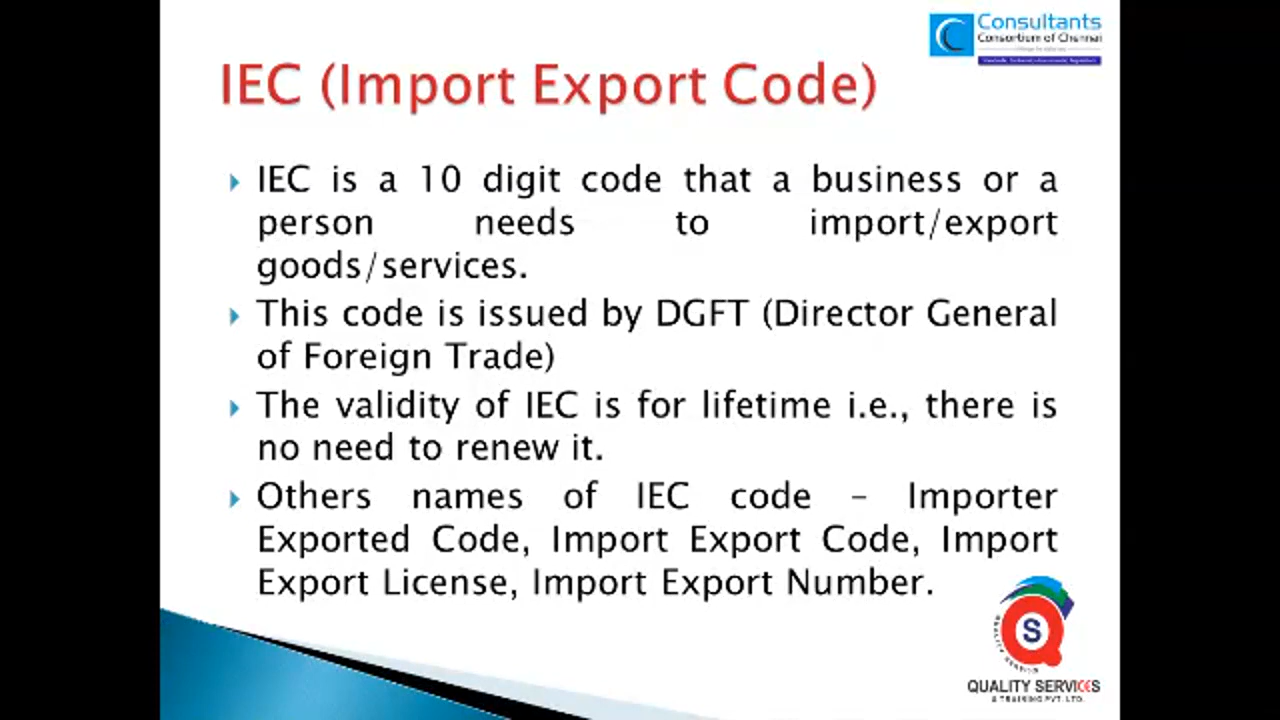 Consultants
Consortium of Chennai
IEC (Import Export Code)
IEC is a 10 digit code that a business or a
person needs to import/export
goods/services.
This code is issued by DGFT (Director General
of Foreign Trade)
The validity of IEC is for lifetime i.e., there is
no need to renew it.
Others names of IEC code – Importer
Exported Code, Import Export Code, Import
Export License, Import Export Number.
S
QUALITY SERVICES
& TRAINING PVT. LTD.